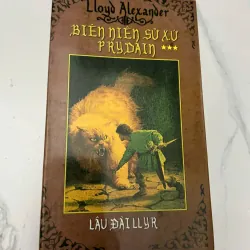 Lloyd Alexander
BIÊN NIÊN SỬ XỨ
PRYDAIN ***
LÂU ĐÀI LLYR